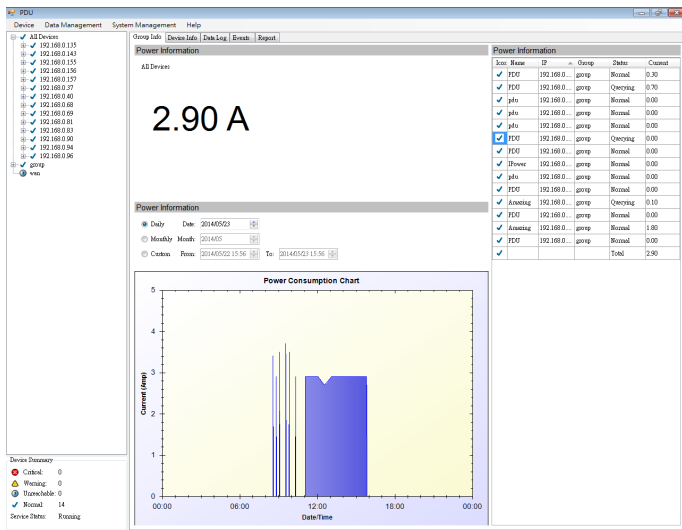 PDU
Device Data Management System Management Help
All Devices
192.168.0.135
192.168.0.143
192.168.0.155
192.168.0.156
192.168.0.157
192.168.0.37
192.168.0.40
192.168.0.68
192.168.0.69
192.168.0.81
192.168.0.83
192.168.0.90
192.168.0.94
192.168.0.96
group
wan
Device Summary
Critical: 0
Warning: 0
Unreachable: 0
Normal: 14
Service Status: Running
Group Info Device Info Data Log Events Report
Power Information
All Devices
2.90 A
Power Information
Daily Date: 2014/05/23
Monthly Month: 2014/05
Custom From: 2014/05/22 15:56 To: 2014/05/23 15:56
Power Consumption Chart
Current (Amp)
5
4
3
2
1
0
00:00 06:00 12:00 18:00 00:00
Date/Time
Power Information
Icon Name IP Group Status Current
PDU 192.168.0.... group Normal 0.30
PDU 192.168.0.... group Querying 0.70
pdu 192.168.0.... group Normal 0.00
pdu 192.168.0.... group Normal 0.00
pdu 192.168.0.... group Normal 0.00
PDU 192.168.0.... group Querying 0.00
PDU 192.168.0.... group Normal 0.00
IPower 192.168.0.... group Normal 0.00
pdu 192.168.0.... group Normal 0.00
PDU 192.168.0.... group Normal 0.00
Amazing 192.168.0.... group Querying 0.10
PDU 192.168.0.... group Normal 0.00
Amazing 192.168.0.... group Normal 1.80
PDU 192.168.0.... group Normal 0.00
Total 2.90